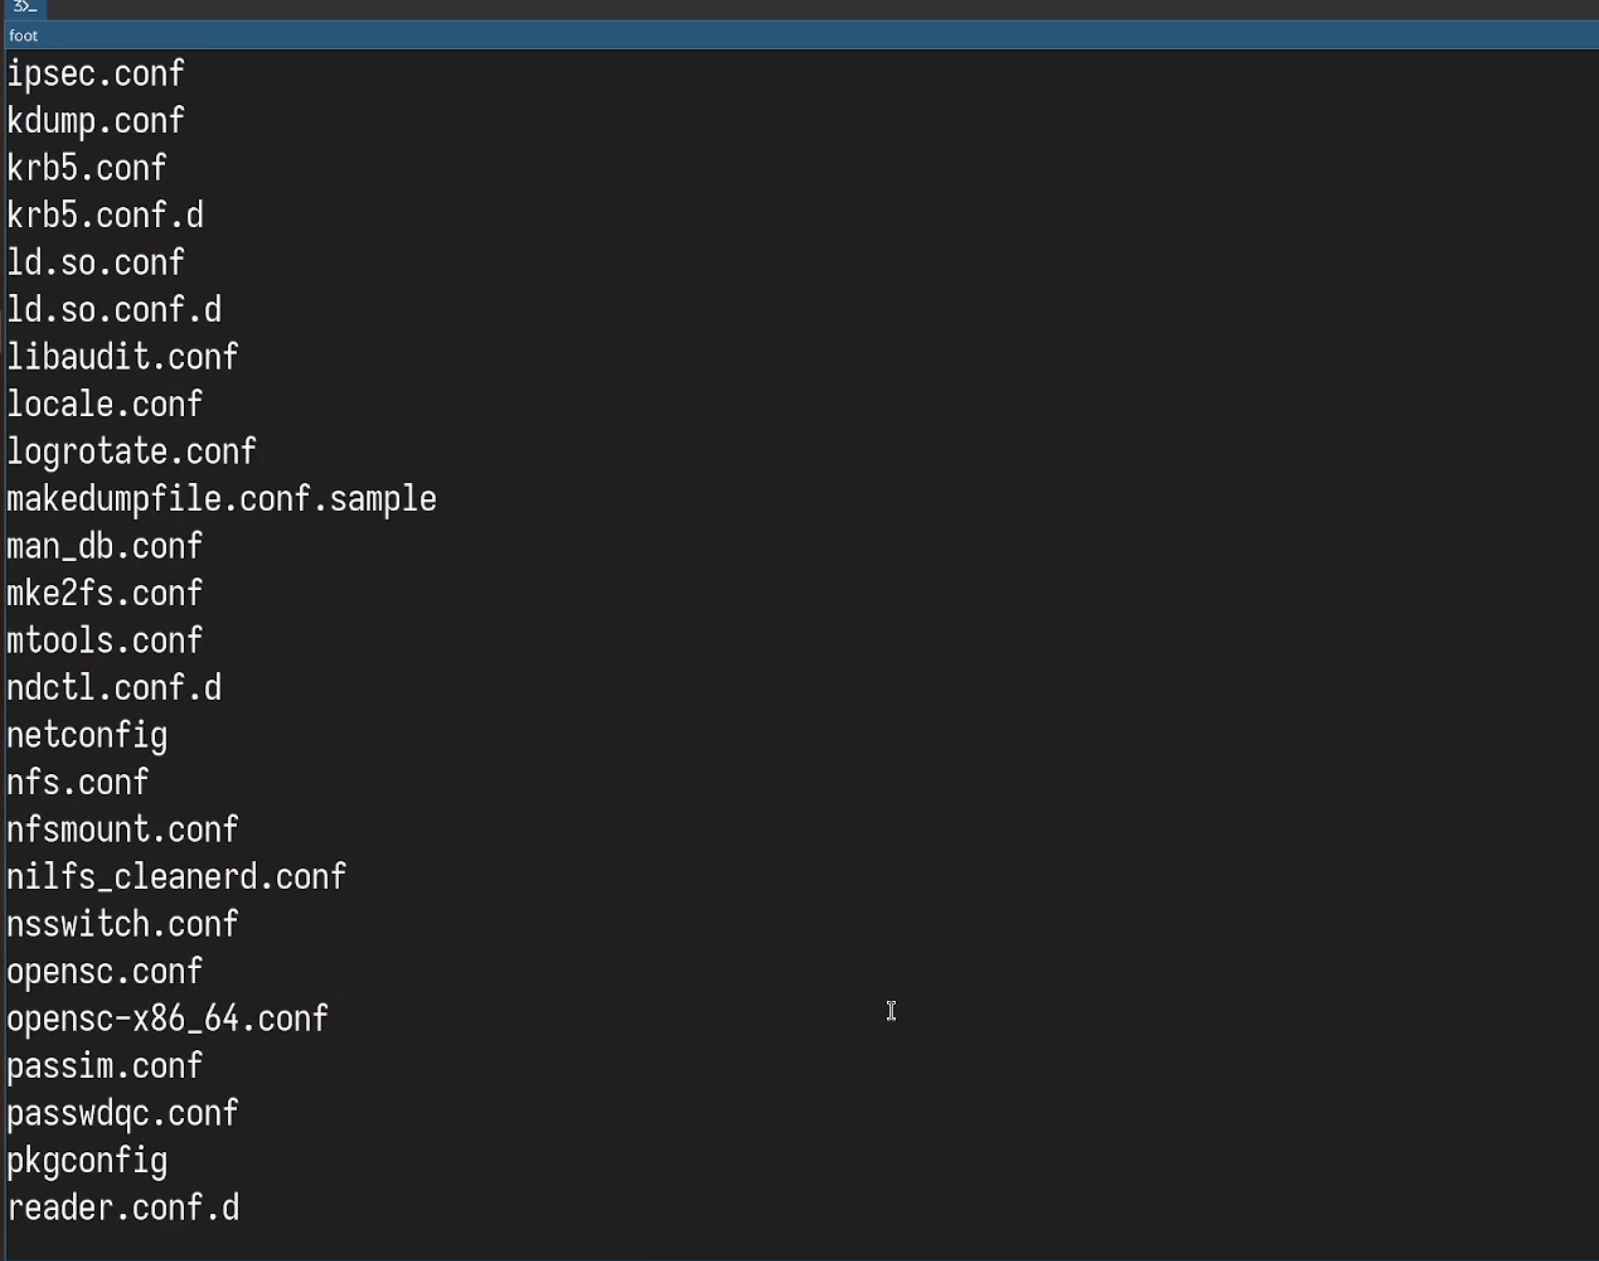 3>_
foot
ipsec.conf
kdump.conf
krb5.conf
krb5.conf.d
ld.so.conf
ld.so.conf.d
libaudit.conf
locale.conf
logrotate.conf
makedumpfile.conf.sample
man_db.conf
mke2fs.conf
mtools.conf
ndctl.conf.d
netconfig
nfs.conf
nfsmount.conf
nilfs_cleanerd.conf
nsswitch.conf
opensc.conf
opensc-x86_64.conf
passim.conf
passwdqc.conf
pkgconfig
reader.conf.d